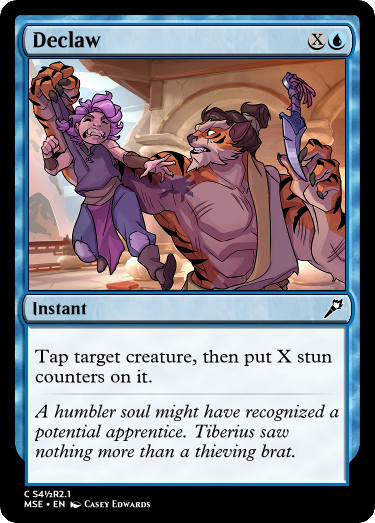 Declaw
X
Instant
Tap target creature, then put X stun
counters on it.
A humbler soul might have recognized a
potential apprentice. Tiberius saw
nothing more than a thieving brat.
C S4½R2.1
MSE • EN Casey Edwards